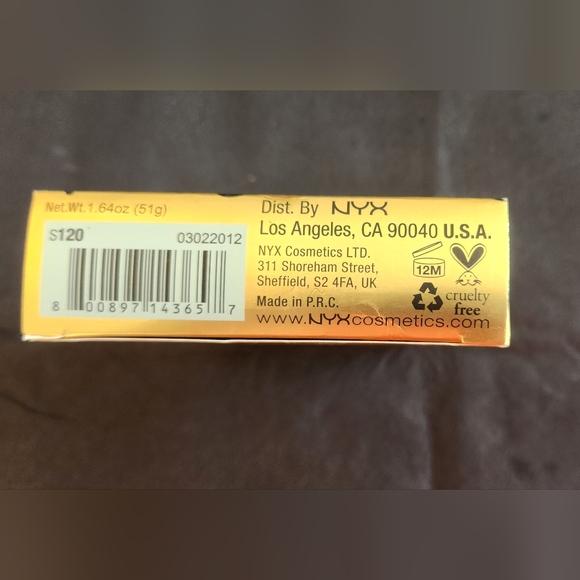 Net.Wt.1.64oz (51g)
S120 03022012
8 00897 14365 7
Dist. By NYX
Los Angeles, CA 90040 U.S.A.
NYX Cosmetics LTD.
311 Shoreham Street,
Sheffield, S2 4FA, UK
Made in P.R.C.
www.NYXcosmetics.com
12M
cruelty
free